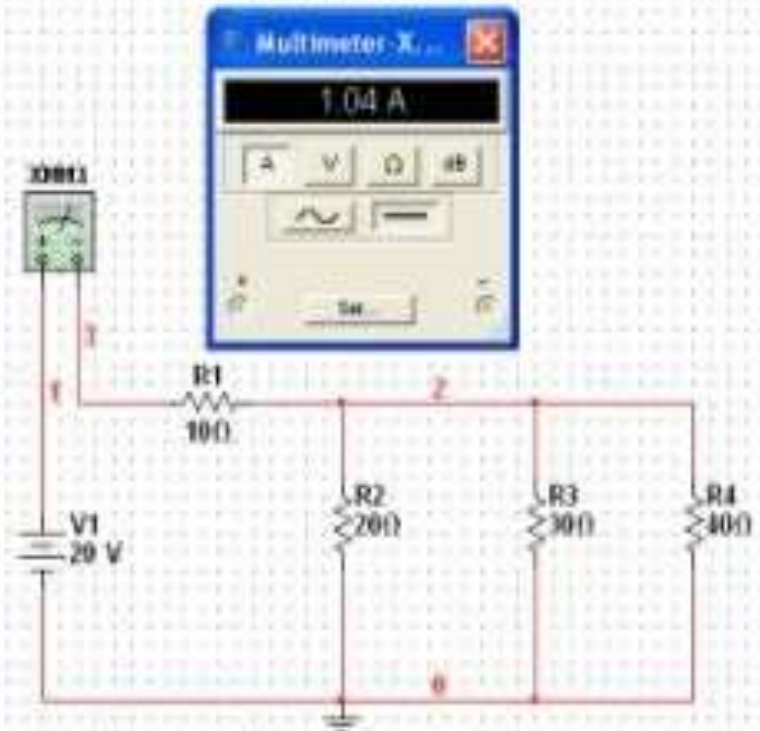 Multimeter-X...
1.04 A
A V Ω dB
+ -
Set...
XMM1
3
1
R1
10Ω
2
R2
20Ω
R3
30Ω
R4
40Ω
V1
20 V
0